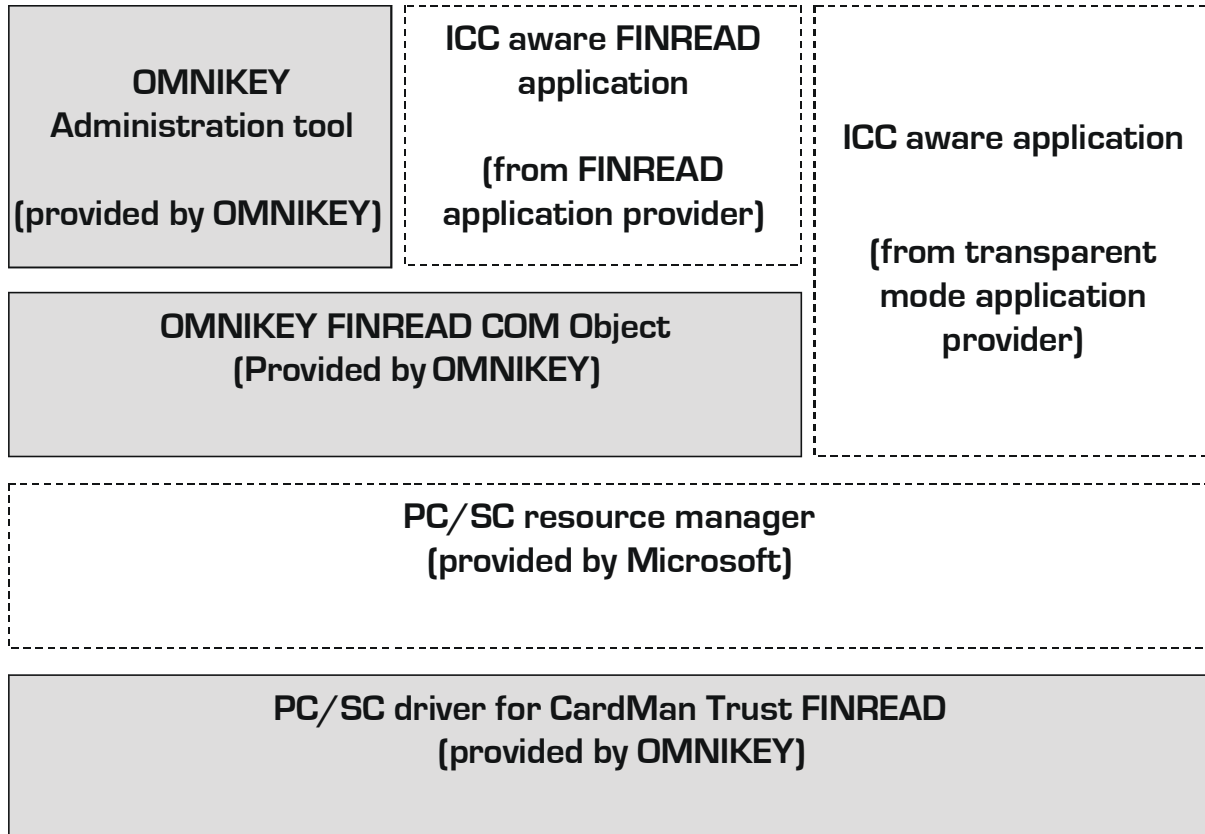 OMNIKEY
Administration tool
(provided by OMNIKEY)
ICC aware FINREAD
application
(from FINREAD
application provider)
ICC aware application
(from transparent
mode application
provider)
OMNIKEY FINREAD COM Object
(Provided by OMNIKEY)
PC/SC resource manager
(provided by Microsoft)
PC/SC driver for CardMan Trust FINREAD
(provided by OMNIKEY)